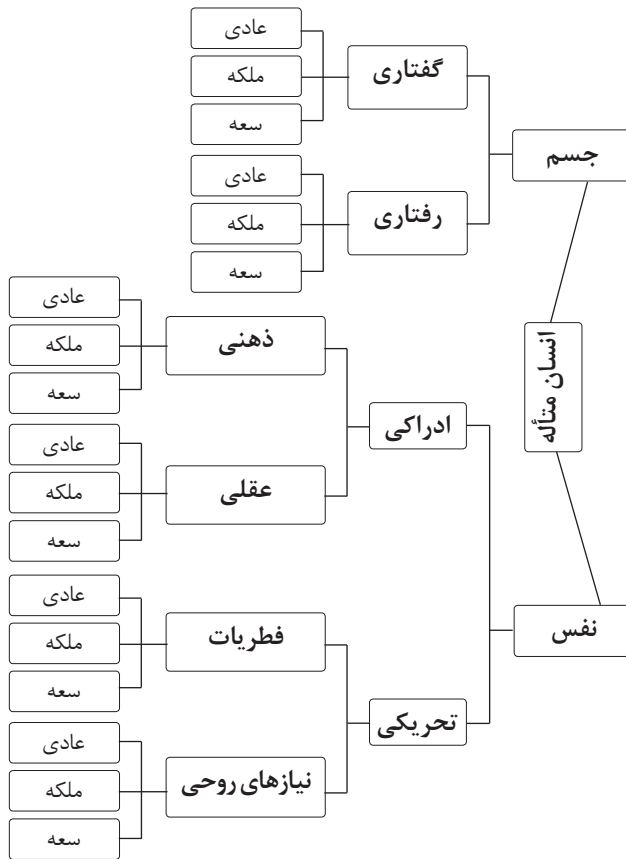 انسان متأله
جسم
گفتاری
عادی
ملکه
سعه
رفتاری
عادی
ملکه
سعه
نفس
ادراکی
ذهنی
عادی
ملکه
سعه
عقلی
عادی
ملکه
سعه
تحریکی
فطریات
عادی
ملکه
سعه
نیازهای روحی
عادی
ملکه
سعه